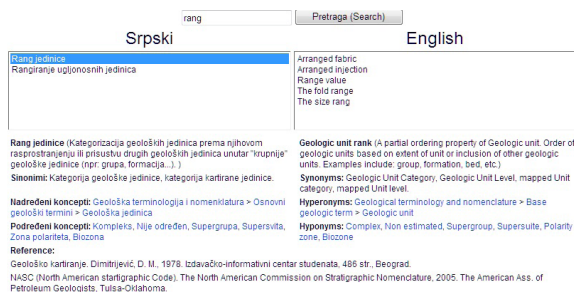 rang Pretraga (Search)
Srpski English
Rang jedinice
Rangiranje ugljonosnih jedinica
Arranged fabric
Arranged injection
Range value
The fold range
The size rang
Rang jedinice (Kategorizacija geoloških jedinica prema njihovom
rasprostranjenju ili prisustvu drugih geoloških jedinica unutar "krupnije"
geološke jedinice (npr: grupa, formacija...). )
Sinonimi: Kategorija geološke jedinice, kategorija kartirane jedinice.
Nadređeni koncepti: Geološka terminologija i nomenklatura > Osnovni
geološki termini > Geološka jedinica
Podređeni koncepti: Kompleks, Nije određen, Supergrupa, Supersvita,
Zona polariteta, Biozona
Geologic unit rank (A partial ordering property of Geologic unit. Order of
geologic units based on extent of unit or inclusion of other geologic
units. Examples include: group, formation, bed, etc.)
Synonyms: Geologic Unit Category, Geologic Unit Level, mapped Unit
category, mapped Unit level.
Hyperonyms: Geological terminology and nomenclature > Base
geologic term > Geologic unit
Hyponyms: Complex, Non estimated, Supergroup, Supersuite, Polarity
zone, Biozone
Reference:
Geološko kartiranje. Dimitrijević, D. M., 1978. Izdavačko-informativni centar studenata, 486 str., Beograd.
NASC (North American startigraphic Code). The North American Commission on Stratigraphic Nomenclature, 2005. The American Ass. of
Petroleum Geologists, Tulsa-Oklahoma.